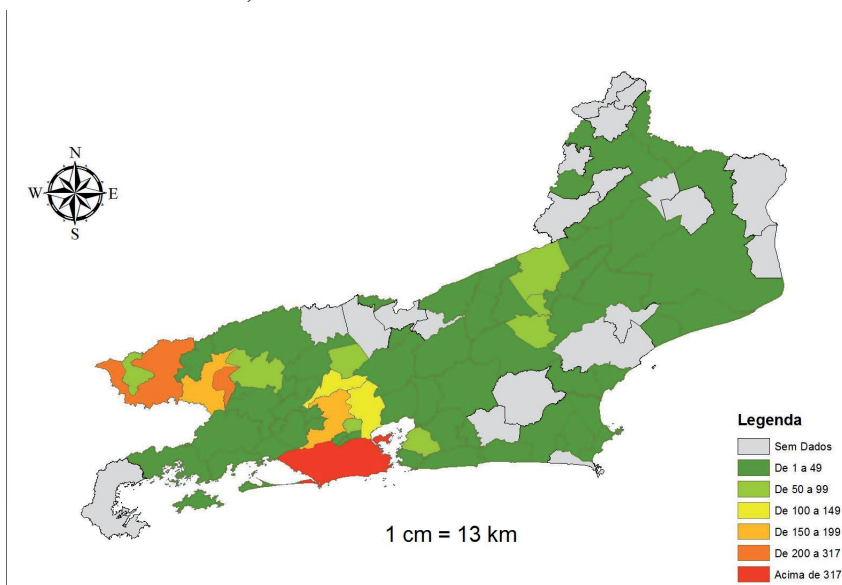 N
W E
S
1 cm = 13 km
Legenda
Sem Dados
De 1 a 49
De 50 a 99
De 100 a 149
De 150 a 199
De 200 a 317
Acima de 317